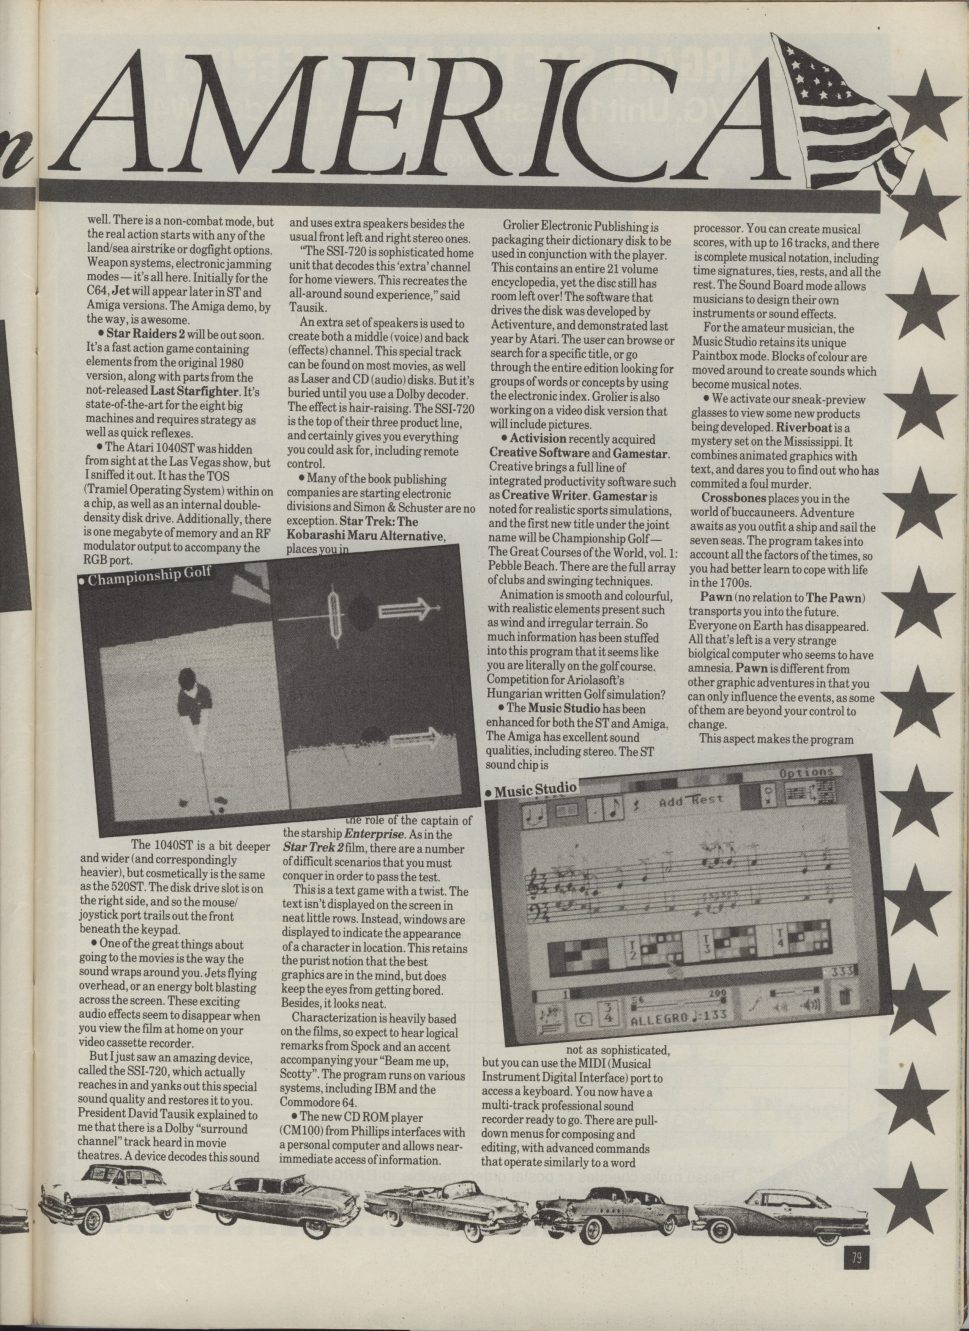 n AMERICA
well. There is a non-combat mode, but
the real action starts with any of the
land/sea airstrike or dogfight options.
Weapon systems, electronic jamming
modes — it's all here. Initially for the
C64, Jet will appear later in ST and
Amiga versions. The Amiga demo, by
the way, is awesome.
● Star Raiders 2 will be out soon.
It's a fast action game containing
elements from the original 1980
version, along with parts from the
not-released Last Starfighter. It's
state-of-the-art for the eight big
machines and requires strategy as
well as quick reflexes.
● The Atari 1040ST was hidden
from sight at the Las Vegas show, but
I sniffed it out. It has the TOS
(Tramiel Operating System) within on
a chip, as well as an internal double-
density disk drive. Additionally, there
is one megabyte of memory and an RF
modulator output to accompany the
RGB port.
● Championship Golf
The 1040ST is a bit deeper
and wider (and correspondingly
heavier), but cosmetically is the same
as the 520ST. The disk drive slot is on
the right side, and so the mouse/
joystick port trails out the front
beneath the keypad.
● One of the great things about
going to the movies is the way the
sound wraps around you. Jets flying
overhead, or an energy bolt blasting
across the screen. These exciting
audio effects seem to disappear when
you view the film at home on your
video cassette recorder.
But I just saw an amazing device,
called the SSI-720, which actually
reaches in and yanks out this special
sound quality and restores it to you.
President David Tausik explained to
me that there is a Dolby "surround
channel" track heard in movie
theatres. A device decodes this sound
and uses extra speakers besides the
usual front left and right stereo ones.
"The SSI-720 is sophisticated home
unit that decodes this 'extra' channel
for home viewers. This recreates the
all-around sound experience," said
Tausik.
An extra set of speakers is used to
create both a middle (voice) and back
(effects) channel. This special track
can be found on most movies, as well
as Laser and CD (audio) disks. But it's
buried until you use a Dolby decoder.
The effect is hair-raising. The SSI-720
is the top of their three product line,
and certainly gives you everything
you could ask for, including remote
control.
● Many of the book publishing
companies are starting electronic
divisions and Simon & Schuster are no
exception. Star Trek: The
Kobarashi Maru Alternative,
places you in
the role of the captain of
the starship Enterprise. As in the
Star Trek 2 film, there are a number
of difficult scenarios that you must
conquer in order to pass the test.
This is a text game with a twist. The
text isn't displayed on the screen in
neat little rows. Instead, windows are
displayed to indicate the appearance
of a character in location. This retains
the purist notion that the best
graphics are in the mind, but does
keep the eyes from getting bored.
Besides, it looks neat.
Characterization is heavily based
on the films, so expect to hear logical
remarks from Spock and an accent
accompanying your "Beam me up,
Scotty". The program runs on various
systems, including IBM and the
Commodore 64.
● The new CD ROM player
(CM100) from Phillips interfaces with
a personal computer and allows near-
immediate access of information.
Grolier Electronic Publishing is
packaging their dictionary disk to be
used in conjunction with the player.
This contains an entire 21 volume
encyclopedia, yet the disc still has
room left over! The software that
drives the disk was developed by
Activenture, and demonstrated last
year by Atari. The user can browse or
search for a specific title, or go
through the entire edition looking for
groups of words or concepts by using
the electronic index. Grolier is also
working on a video disk version that
will include pictures.
● Activision recently acquired
Creative Software and Gamestar.
Creative brings a full line of
integrated productivity software such
as Creative Writer. Gamestar is
noted for realistic sports simulations,
and the first new title under the joint
name will be Championship Golf—
The Great Courses of the World, vol. 1:
Pebble Beach. There are the full array
of clubs and swinging techniques.
Animation is smooth and colourful,
with realistic elements present such
as wind and irregular terrain. So
much information has been stuffed
into this program that it seems like
you are literally on the golf course.
Competition for Ariolasoft's
Hungarian written Golf simulation?
● The Music Studio has been
enhanced for both the ST and Amiga.
The Amiga has excellent sound
qualities, including stereo. The ST
sound chip is
● Music Studio
Options
Add Rest
T
2
T
3
T
4
333
1
C
3
4
56 200
ALLEGRO ♩:133
not as sophisticated,
but you can use the MIDI (Musical
Instrument Digital Interface) port to
access a keyboard. You now have a
multi-track professional sound
recorder ready to go. There are pull-
down menus for composing and
editing, with advanced commands
that operate similarly to a word
processor. You can create musical
scores, with up to 16 tracks, and there
is complete musical notation, including
time signatures, ties, rests, and all the
rest. The Sound Board mode allows
musicians to design their own
instruments or sound effects.
For the amateur musician, the
Music Studio retains its unique
Paintbox mode. Blocks of colour are
moved around to create sounds which
become musical notes.
● We activate our sneak-preview
glasses to view some new products
being developed. Riverboat is a
mystery set on the Mississippi. It
combines animated graphics with
text, and dares you to find out who has
commited a foul murder.
Crossbones places you in the
world of buccauneers. Adventure
awaits as you outfit a ship and sail the
seven seas. The program takes into
account all the factors of the times, so
you had better learn to cope with life
in the 1700s.
Pawn (no relation to The Pawn)
transports you into the future.
Everyone on Earth has disappeared.
All that's left is a very strange
biolgical computer who seems to have
amnesia. Pawn is different from
other graphic adventures in that you
can only influence the events, as some
of them are beyond your control to
change.
This aspect makes the program
79